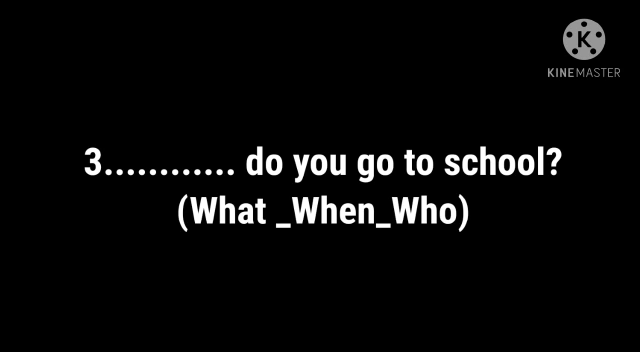 KINEMASTER
3............ do you go to school?
(What _When_Who)